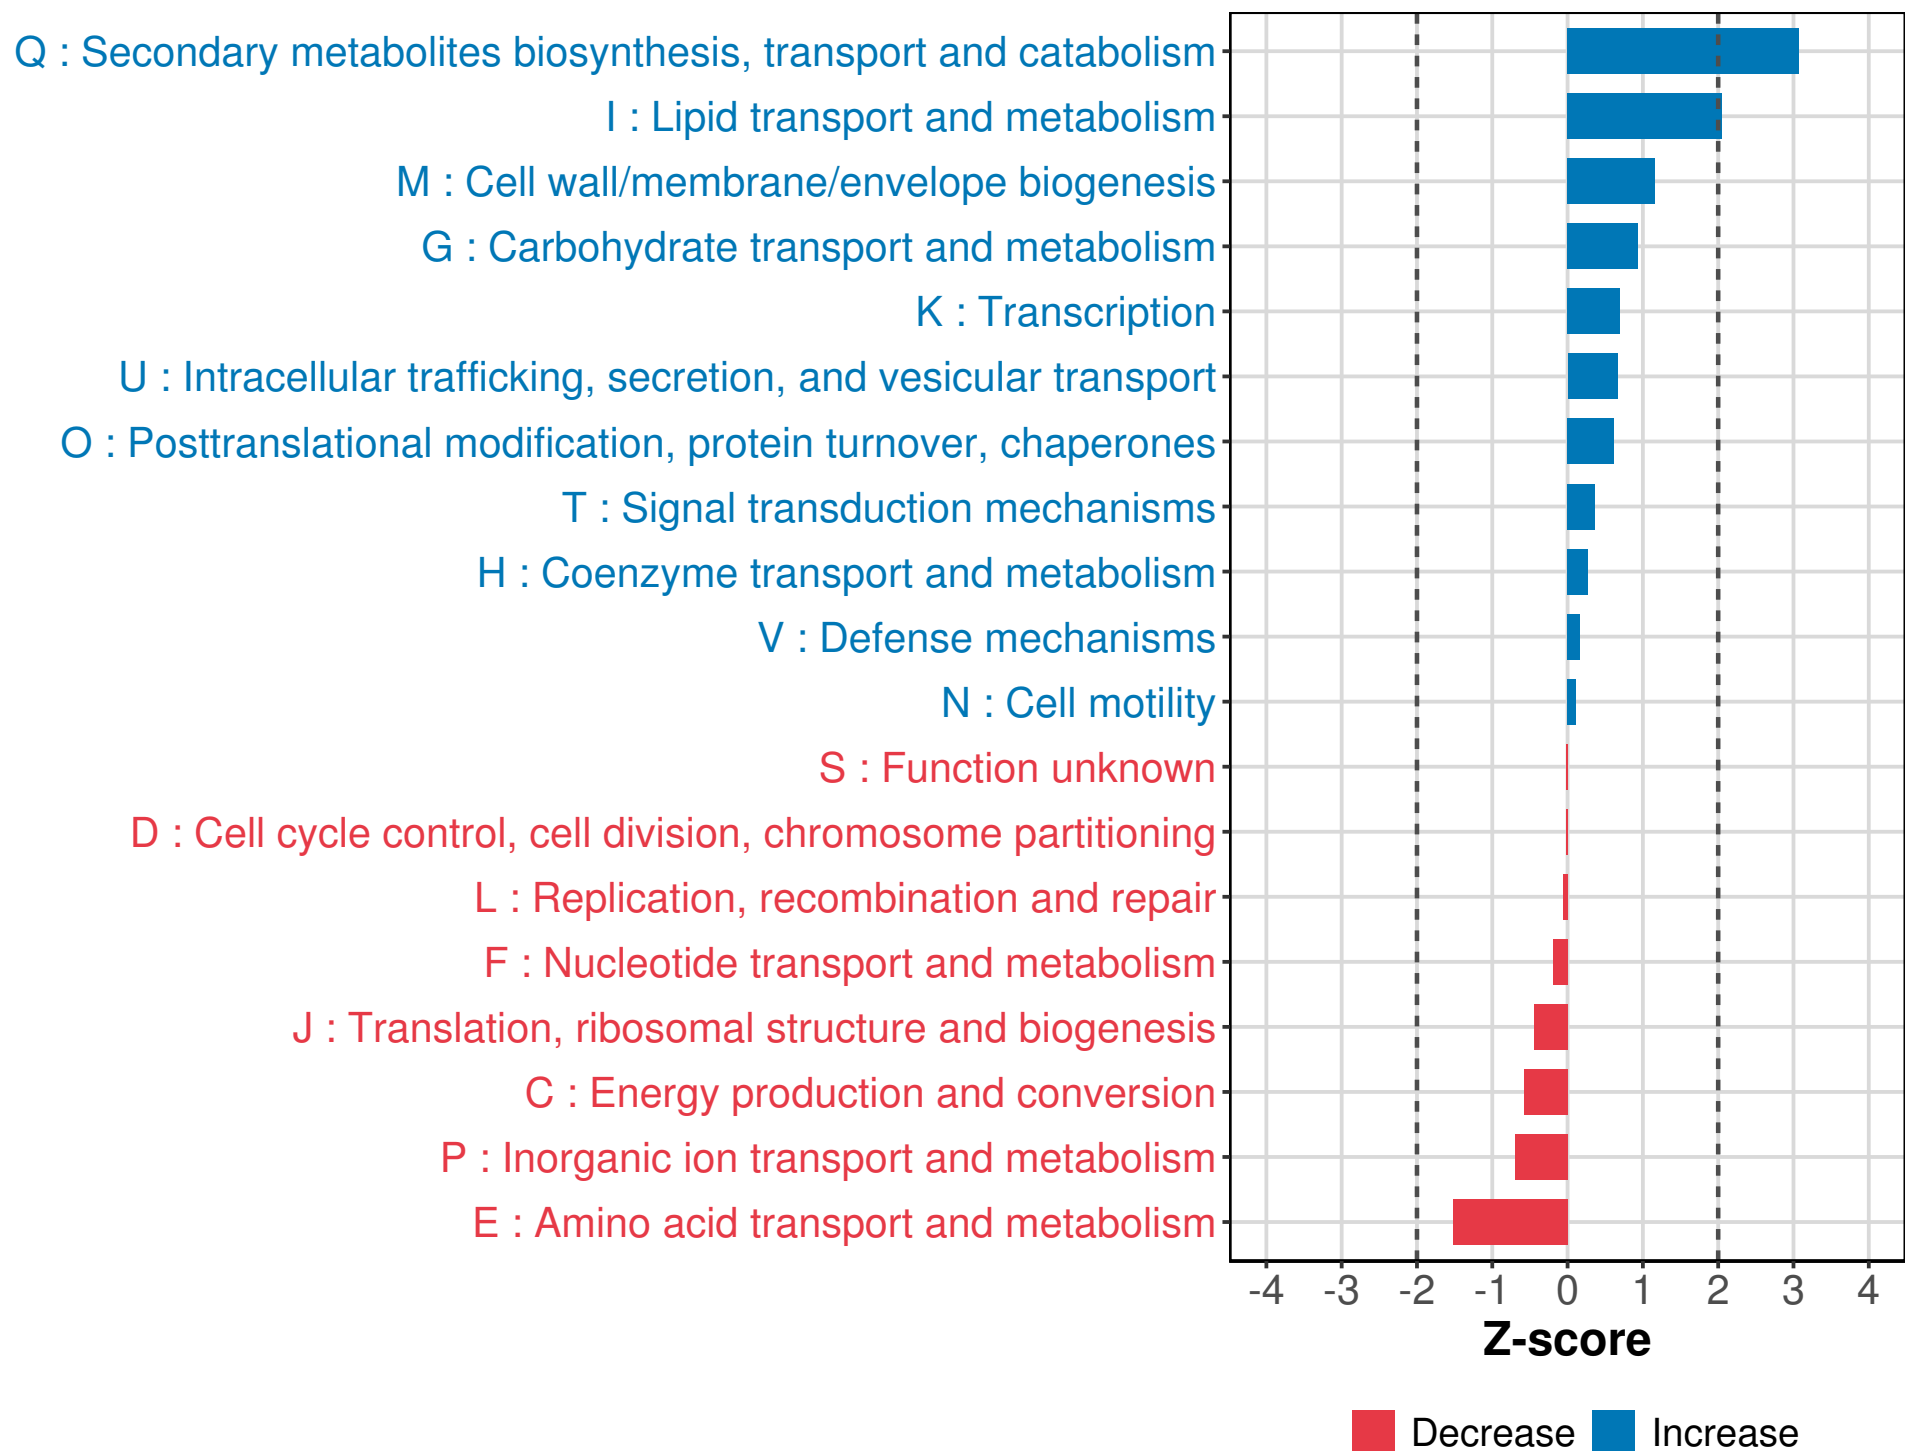 Q : Secondary metabolites biosynthesis, transport and catabolism
I : Lipid transport and metabolism
M : Cell wall/membrane/envelope biogenesis
G : Carbohydrate transport and metabolism
K : Transcription
U : Intracellular trafficking, secretion, and vesicular transport
O : Posttranslational modification, protein turnover, chaperones
T : Signal transduction mechanisms
H : Coenzyme transport and metabolism
V : Defense mechanisms
N : Cell motility
S : Function unknown
D : Cell cycle control, cell division, chromosome partitioning
L : Replication, recombination and repair
F : Nucleotide transport and metabolism
J : Translation, ribosomal structure and biogenesis
C : Energy production and conversion
P : Inorganic ion transport and metabolism
E : Amino acid transport and metabolism
-4 -3 -2 -1 0 1 2 3 4
Z-score
Decrease Increase